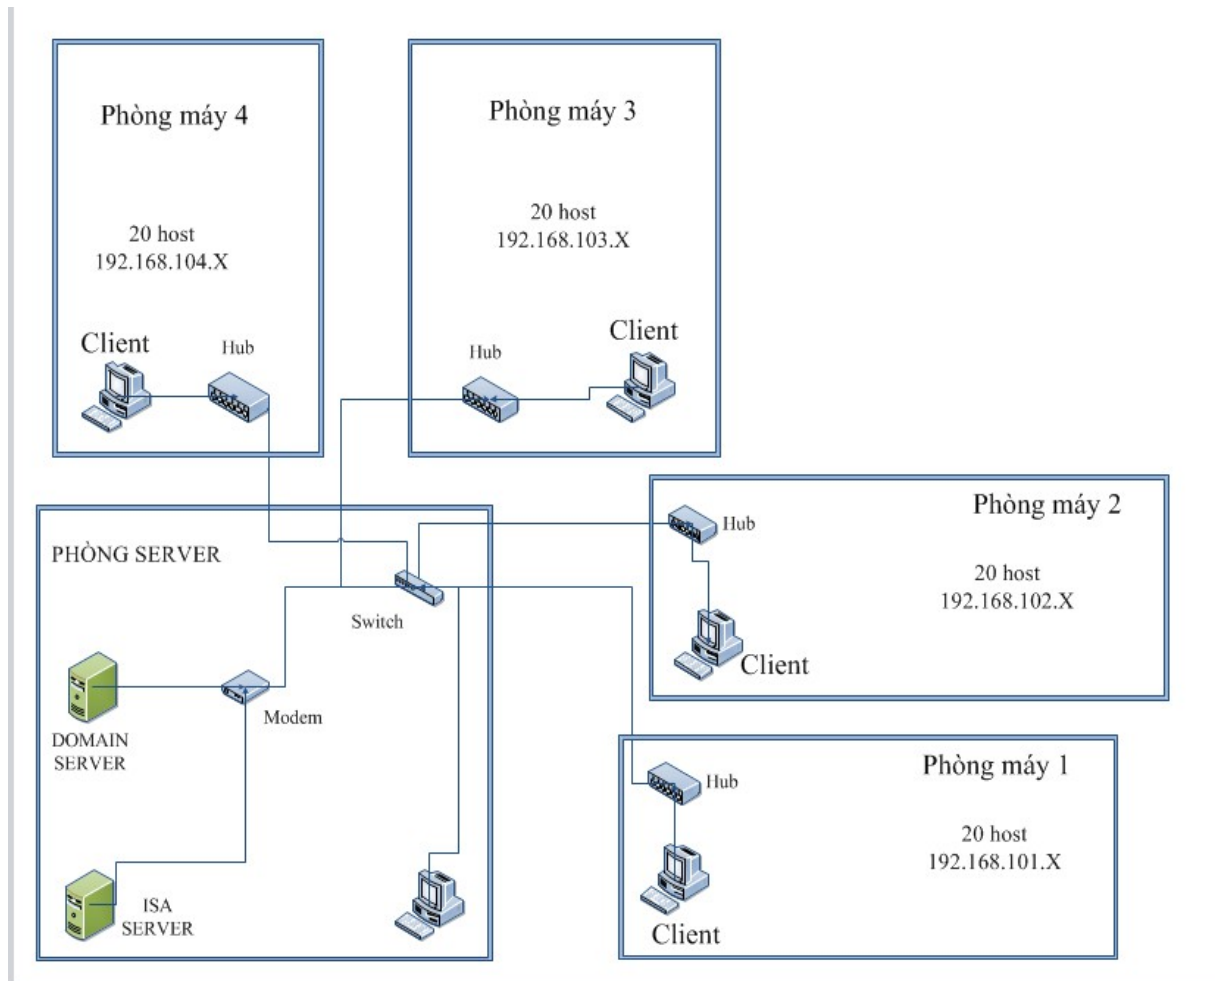 Phòng máy 4
20 host
192.168.104.X
Client
Hub
Phòng máy 3
20 host
192.168.103.X
Hub
Client
Phòng máy 2
Hub
20 host
192.168.102.X
Client
PHÒNG SERVER
Switch
Modem
DOMAIN
SERVER
ISA
SERVER
Phòng máy 1
Hub
20 host
192.168.101.X
Client